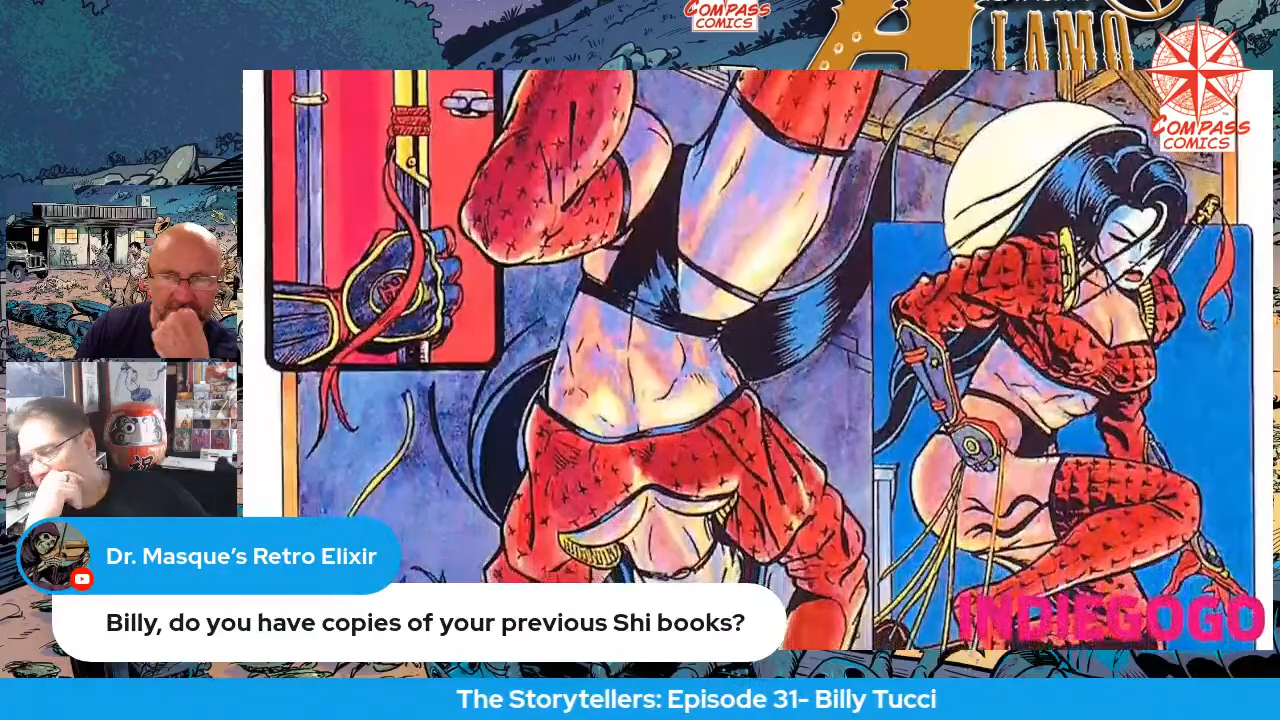 COMPASS
COMICS
ALAMO
COMPASS
COMICS
Dr. Masque’s Retro Elixir
Billy, do you have copies of your previous Shi books?
INDIEGOGO
The Storytellers: Episode 31- Billy Tucci